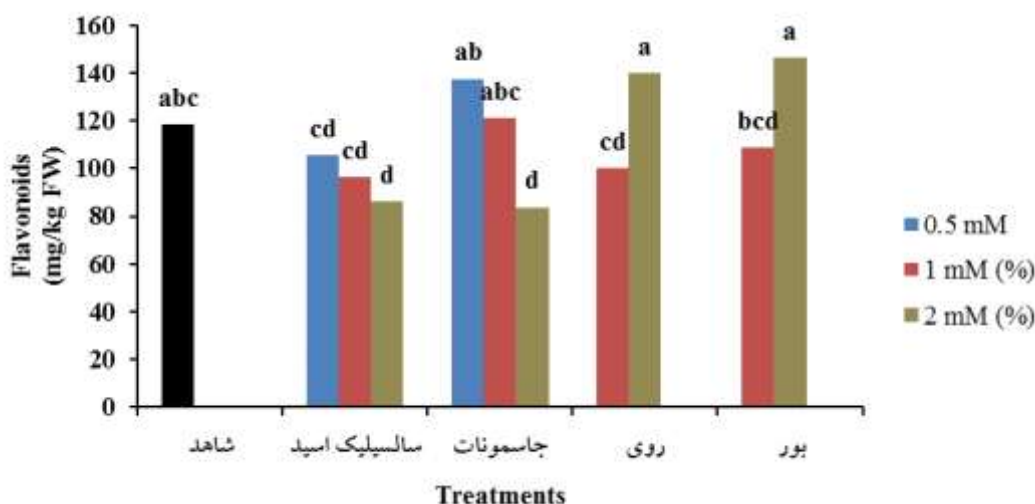 160
140
120
100
80
60
40
20
0
Flavonoids
(mg/kg FW)
abc
cd
cd
d
ab
abc
d
cd
a
bcd
a
0.5 mM
1 mM (%)
2 mM (%)
شاهد
سالسیلیک اسید
جاسمونات
روی
بور
Treatments